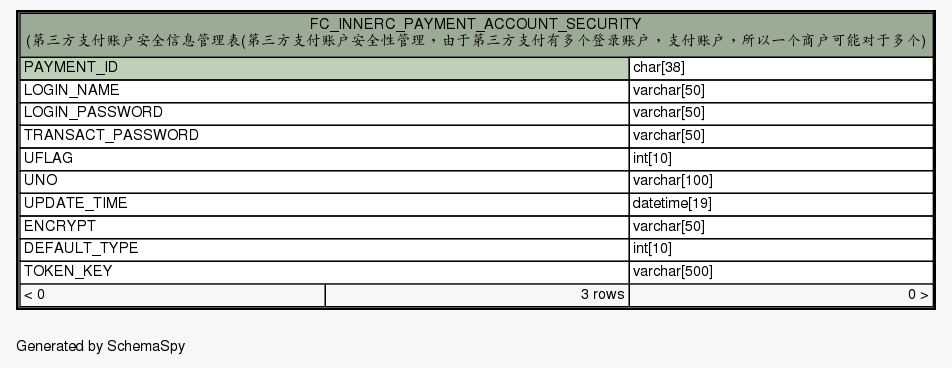 FC_INNERC_PAYMENT_ACCOUNT_SECURITY
(第三方支付账户安全信息管理表(第三方支付账户安全性管理，由于第三方支付有多个登录账户，支付账户，所以一个商户可能对于多个)
PAYMENT_ID char[38]
LOGIN_NAME varchar[50]
LOGIN_PASSWORD varchar[50]
TRANSACT_PASSWORD varchar[50]
UFLAG int[10]
UNO varchar[100]
UPDATE_TIME datetime[19]
ENCRYPT varchar[50]
DEFAULT_TYPE int[10]
TOKEN_KEY varchar[500]
< 0 3 rows 0 >
Generated by SchemaSpy